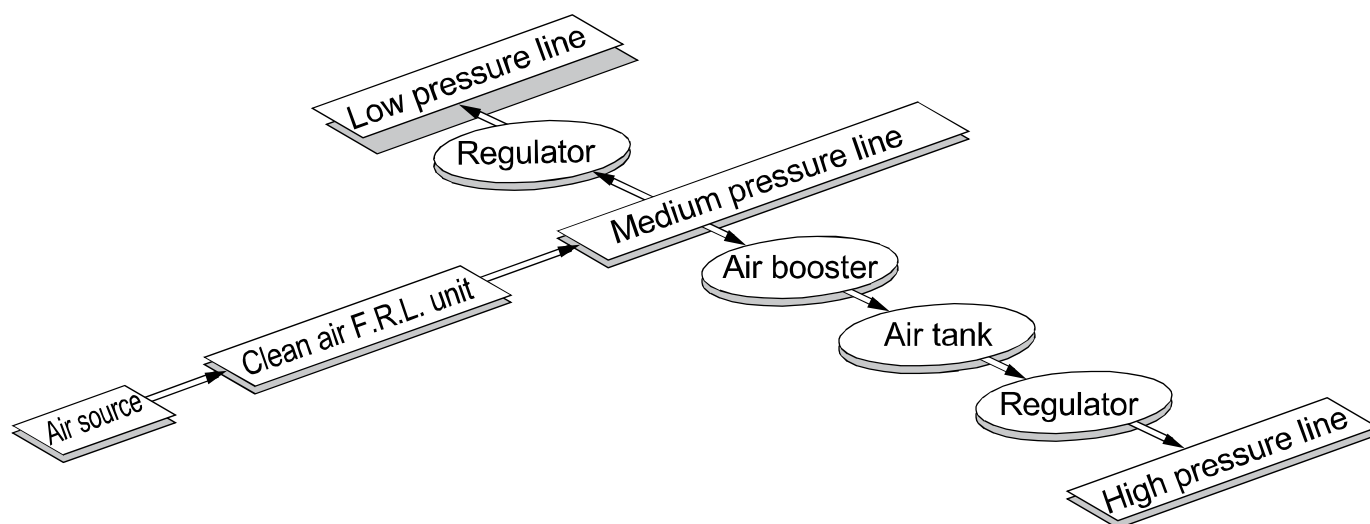 Low pressure line
Regulator
Medium pressure line
Air booster
Clean air F.R.L. unit
Air tank
Air source
Regulator
High pressure line